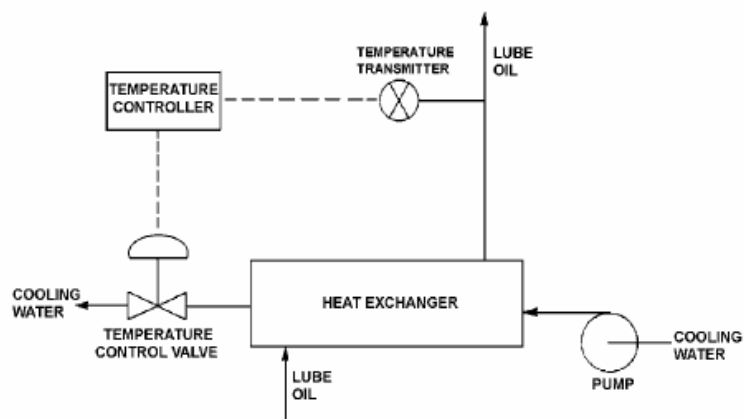 TEMPERATURE
TRANSMITTER
LUBE
OIL
TEMPERATURE
CONTROLLER
HEAT EXCHANGER
COOLING
WATER
TEMPERATURE
CONTROL VALVE
LUBE
OIL
PUMP
COOLING
WATER